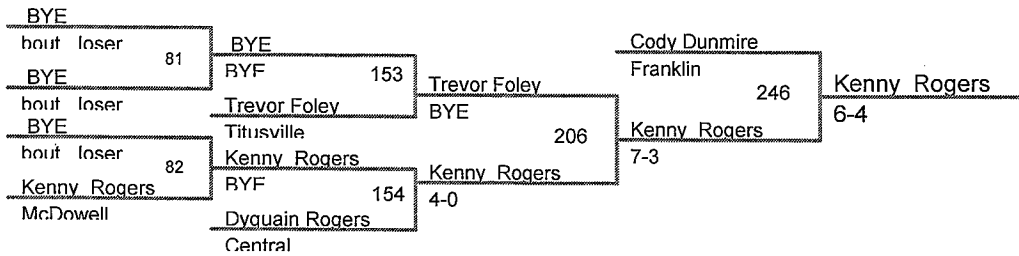 BYE
bout loser
81
BYE
bout loser
BYE
bout loser
82
Kenny Rogers
McDowell
BYE
BYE
153
Trevor Foley
Titusville
Kenny Rogers
BYE
154
Dyquain Rogers
Central
Trevor Foley
BYE
206
Kenny Rogers
4-0
Cody Dunmire
Franklin
246
Kenny Rogers
7-3
Kenny Rogers
6-4